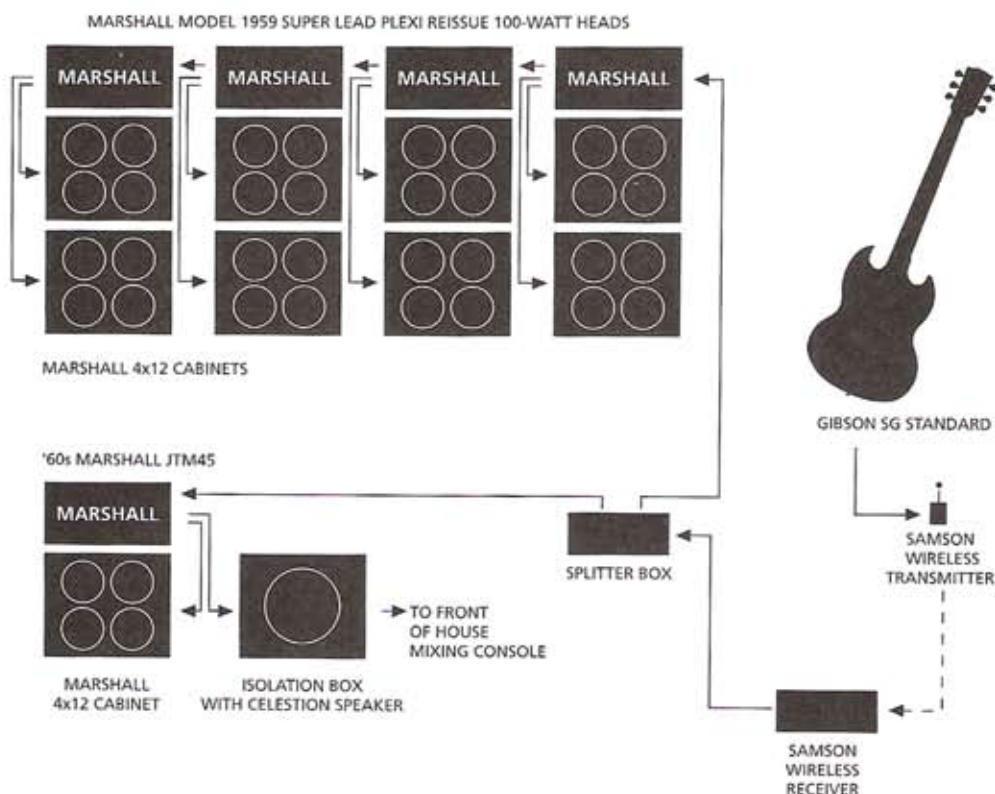 MARSHALL MODEL 1959 SUPER LEAD PLEXI REISSUE 100-WATT HEADS
MARSHALL MARSHALL MARSHALL MARSHALL
MARSHALL 4x12 CABINETS
GIBSON SG STANDARD
'60s MARSHALL JTM45
MARSHALL
SPLITTER BOX
SAMSON
WIRELESS
TRANSMITTER
TO FRONT
OF HOUSE
MIXING CONSOLE
MARSHALL
4x12 CABINET
ISOLATION BOX
WITH CELESTION SPEAKER
SAMSON
WIRELESS
RECEIVER